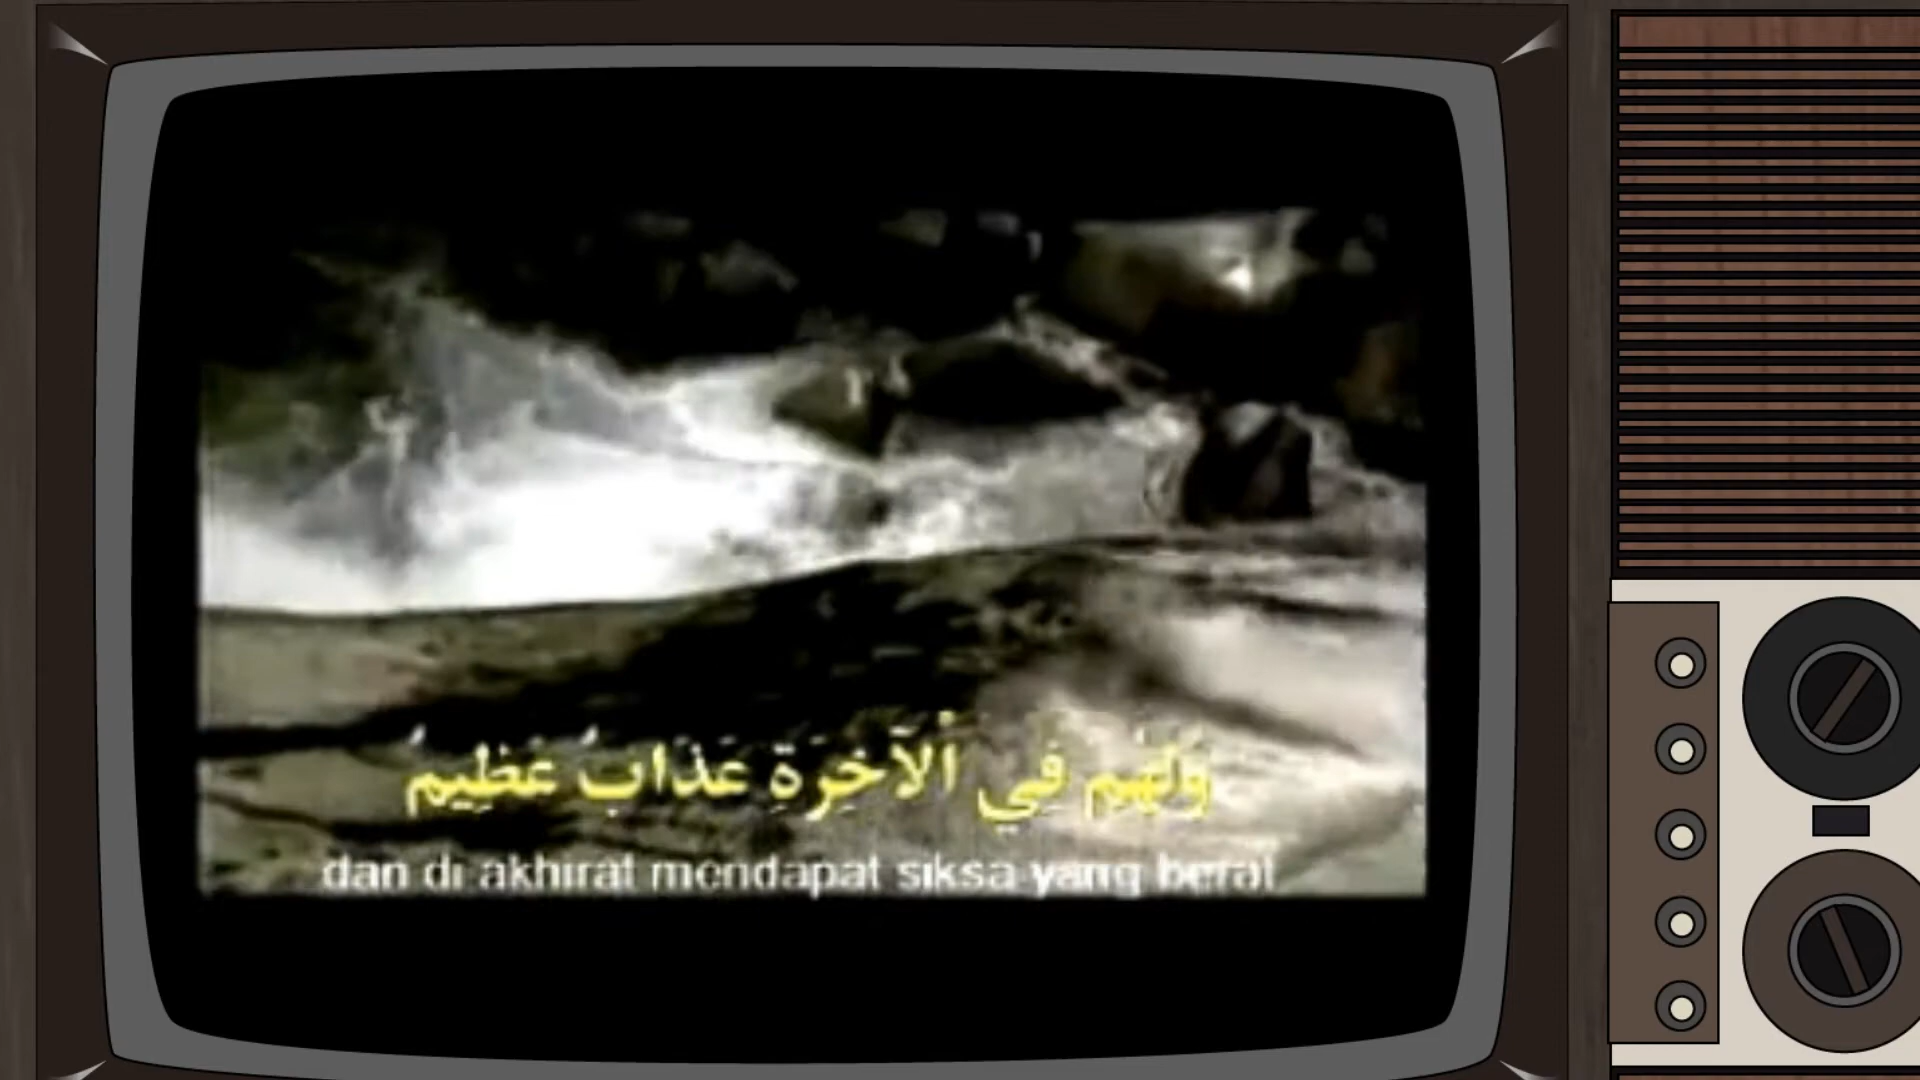 وَلَهُمْ فِي الْآخِرَةِ عَذَابٌ عَظِيمٌ
dan di akhirat mendapat siksa yang berat